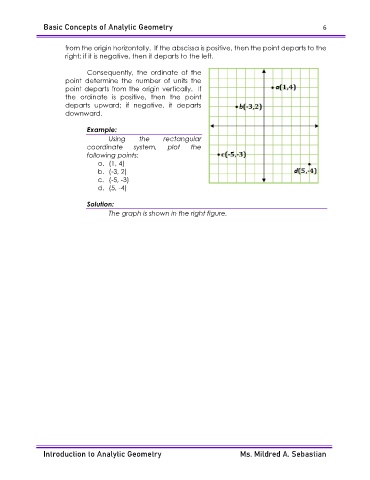 Basic Concepts of Analytic Geometry 6
from the origin horizontally. If the abscissa is positive, then the point departs to the
right; if it is negative, then it departs to the left.
Consequently, the ordinate of the
point determine the number of units the
point departs from the origin vertically. If
the ordinate is positive, then the point
departs upward; if negative, it departs
downward.
Example:
Using the rectangular
coordinate system, plot the
following points:
a. (1, 4)
b. (-3, 2)
c. (-5, -3)
d. (5, -4)
a(1,4)
b(-3,2)
c(-5,-3)
d(5,-4)
Solution:
The graph is shown in the right figure.
Introduction to Analytic Geometry Ms. Mildred A. Sebastian